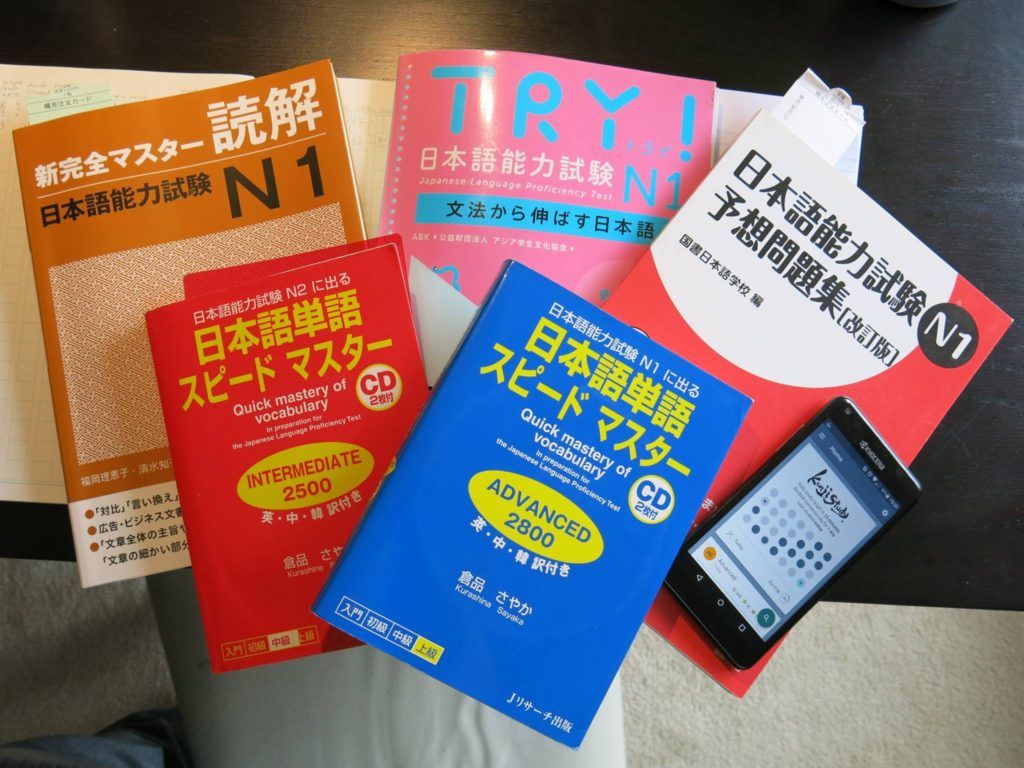 補充注文カード
新完全マスター 読解
日本語能力試験 N1
福岡理恵子・清水知
「対比」「言い換え」
広告・ビジネス文書
「文章全体の主旨や
「文章の細かい部分
TRY!
トライ
日本語能力試験 N1
Japanese Language Proficiency Test
文法から伸ばす日本語
ABK 公益財団法人 アジア学生文化協会
日本語能力試験 N1
予想問題集[改訂版]
国書日本語学校 編
日本語能力試験 N2 に出る
日本語単語
スピード マスター
Quick mastery of
vocabulary
In preparation for
the Japanese Language Proficiency Test
CD
2枚付
INTERMEDIATE
2500
英・中・韓 訳付き
倉品 さやか
Kurashina Sayaka
入門 初級 中級 上級
日本語能力試験 N1 に出る
日本語単語
スピード マスター
Quick mastery of
vocabulary
In preparation for
the Japanese Language Proficiency Test
CD
2枚付
ADVANCED
2800
英・中・韓 訳付き
倉品 さやか
Kurashina Sayaka
入門 初級 中級 上級
Jリサーチ出版
KYOCERA
Home
Kanji Study
Advanced